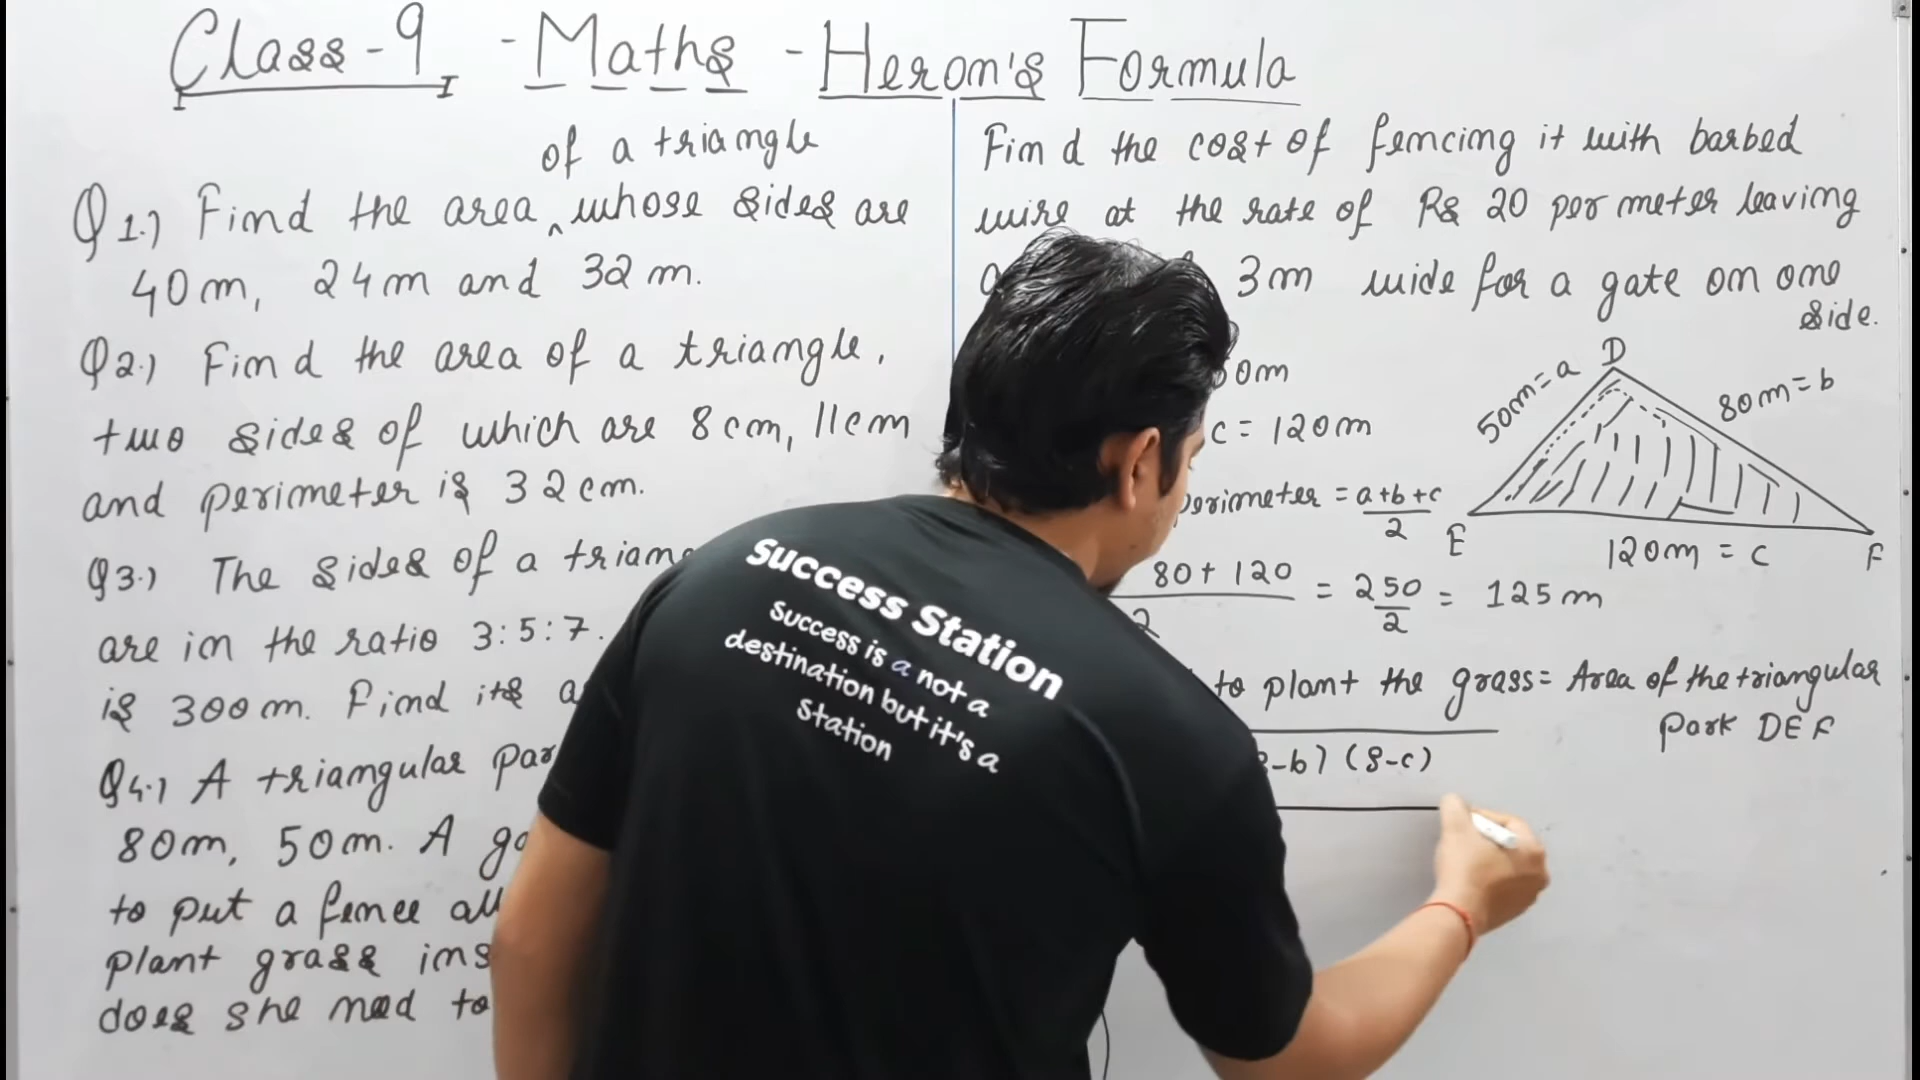 Class-9 - Maths - Heron's Formula
of a triangle
Q1.) Find the area ^ whose sides are
40m, 24m and 32m.
Q2.) Find the area of a triangle,
two sides of which are 8cm, 11cm
and perimeter is 32cm.
Q3.) The sides of a
are in the ratio 3:5:7.
is 300m. Find its
Q4.) A triangular
80m, 50m. A
to put a fence
plant grass
does she need to
Find the cost of fencing it with barbed
wire at the rate of Rs 20 per meter leaving
3m wide for a gate on one
side.
0m
c = 120m
perimeter = a+b+c
2
80 + 120 = 250 = 125m
2 2
to plant the grass = Area of the triangular
park DEF
-b) (s-c)
D
50m = a
80m = b
E
120m = c
F
Success Station
Success is a not a
destination but it's a
Station